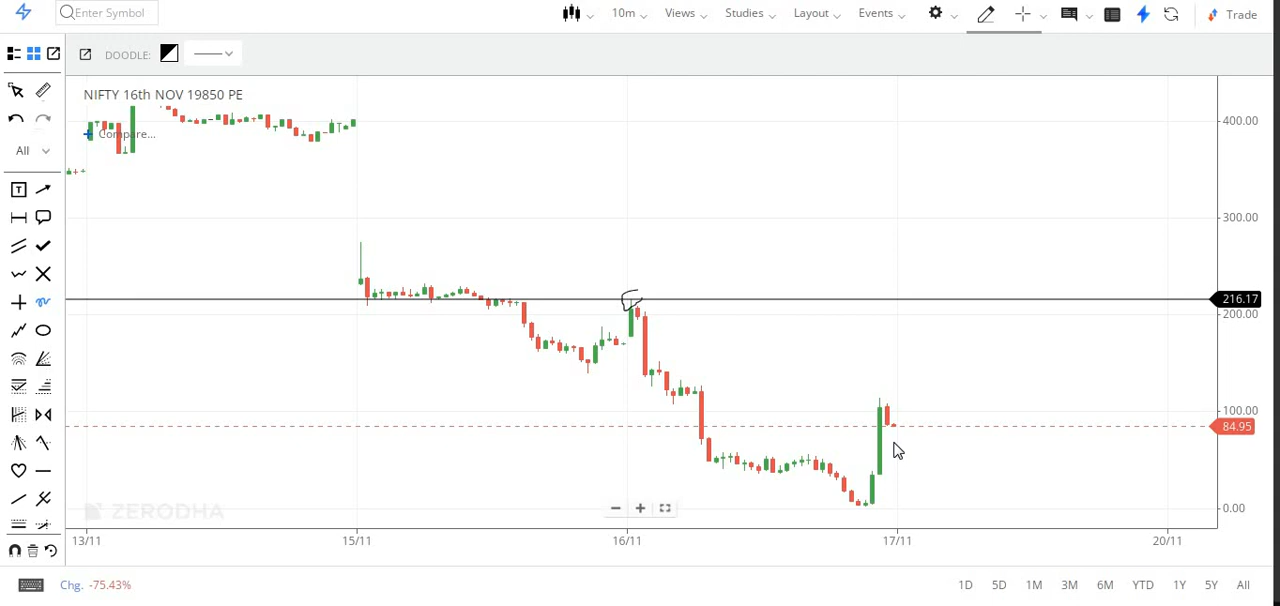 Enter Symbol
10m
Views
Studies
Layout
Events
Trade
DOODLE:
NIFTY 16th NOV 19850 PE
Compare...
All
T
400.00
300.00
216.17
200.00
100.00
84.95
0.00
ZERODHA
13/11
15/11
16/11
17/11
20/11
Chg. -75.43%
1D
5D
1M
3M
6M
YTD
1Y
5Y
All